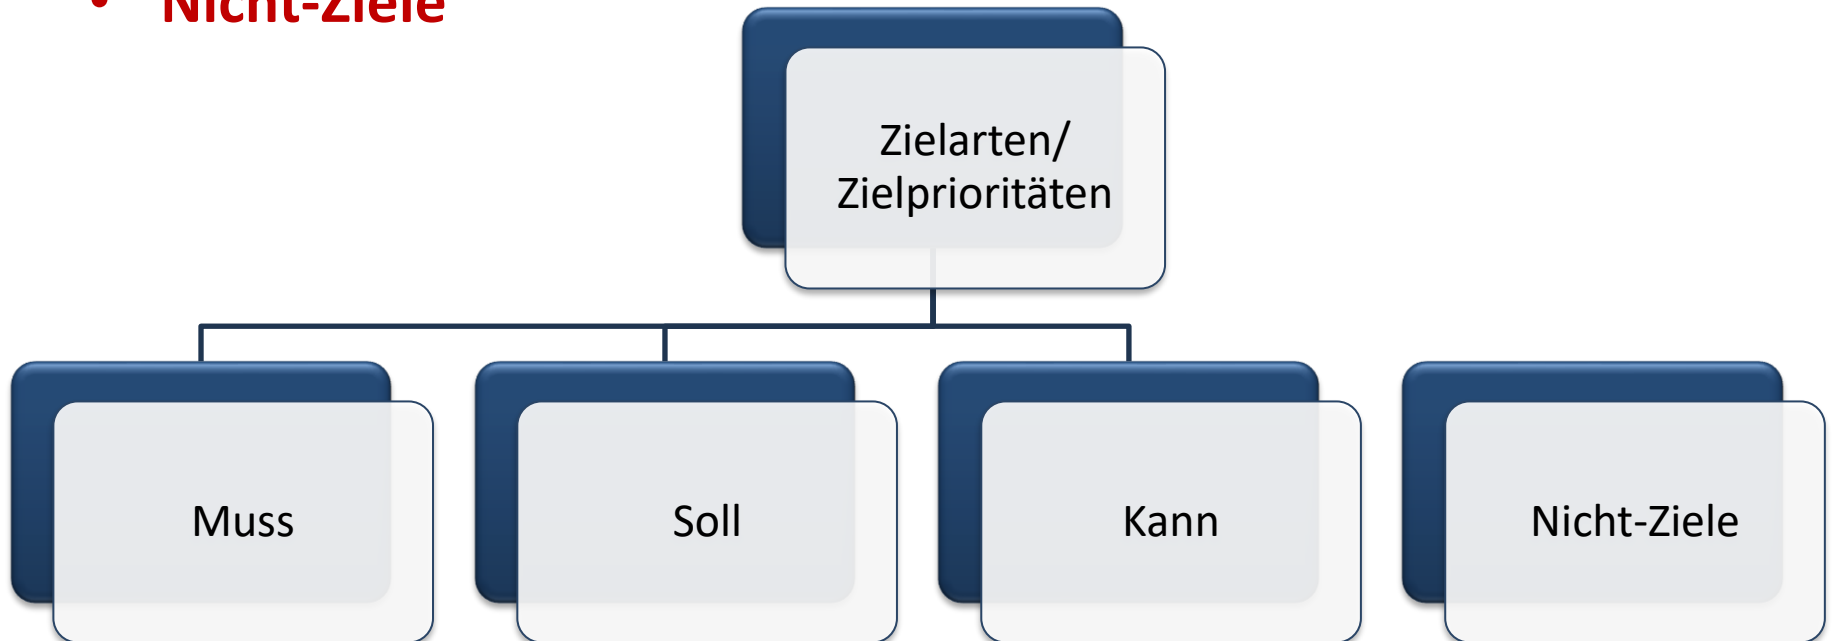 • Nicht-Ziele
Zielarten/
Zielprioritäten
Muss
Soll
Kann
Nicht-Ziele